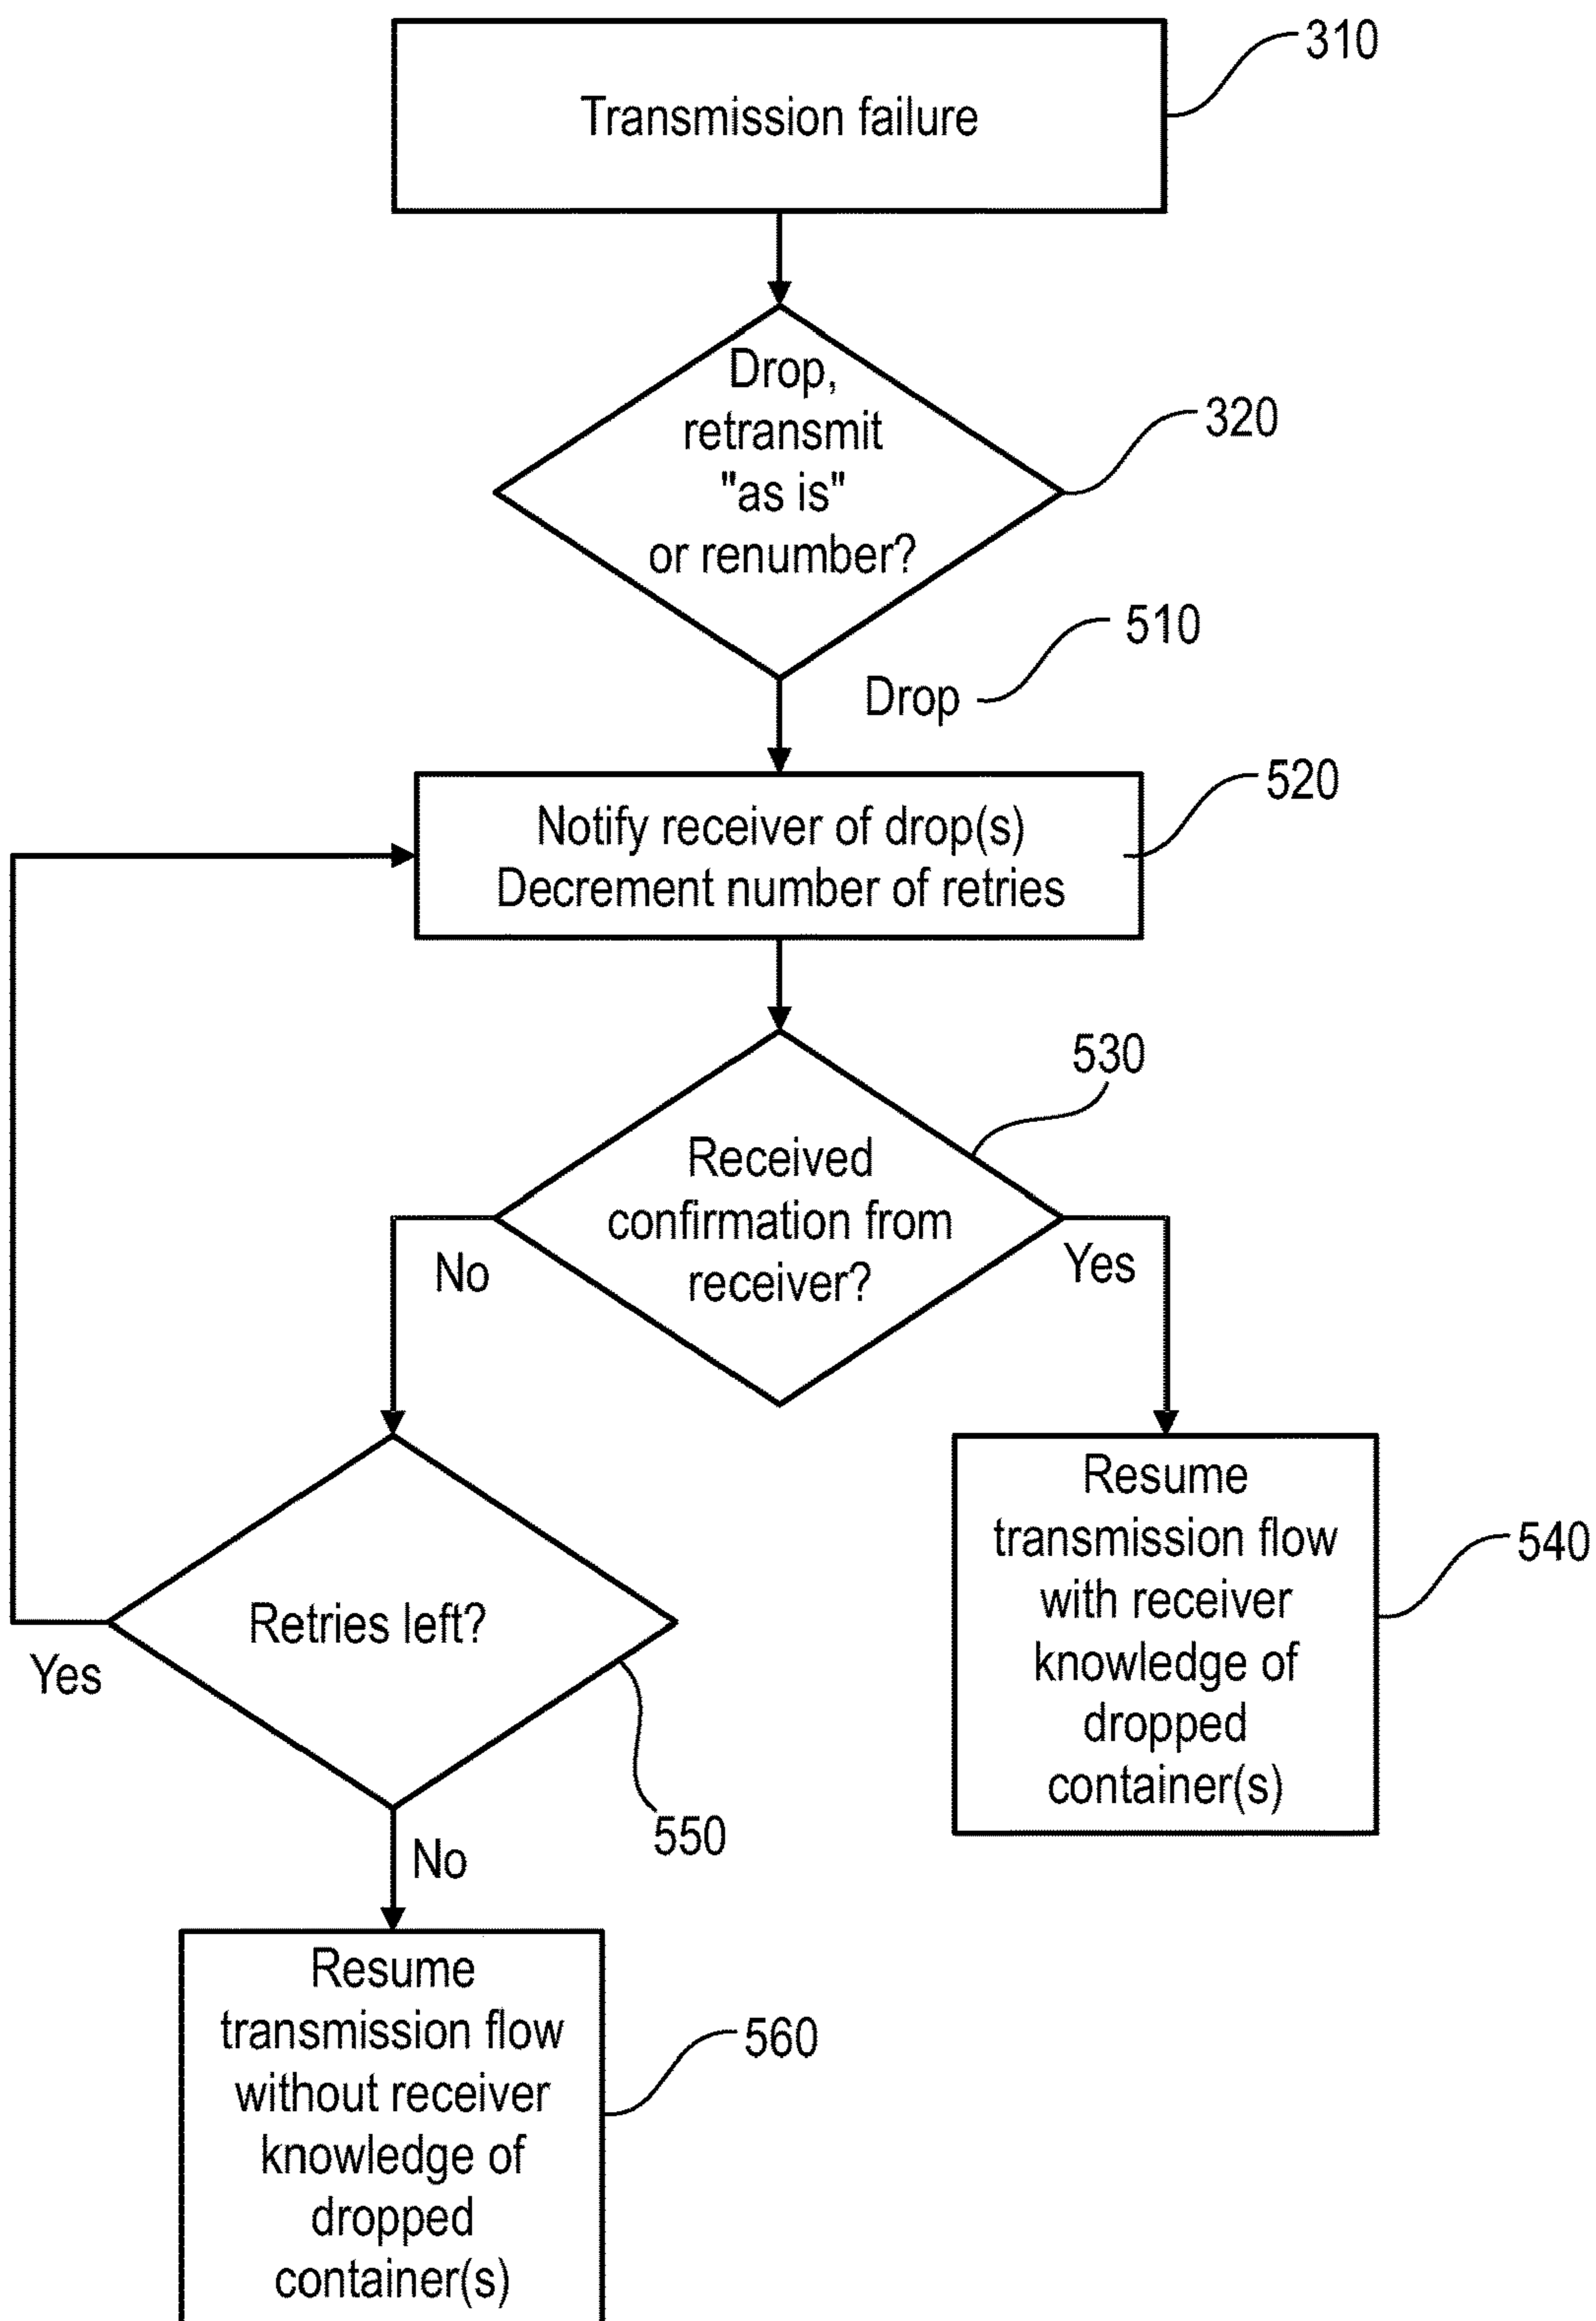 310
Transmission failure
Drop,
retransmit
"as is"
or renumber?
320
510
Drop
520
Notify receiver of drop(s)
Decrement number of retries
530
Received
confirmation from
receiver?
No
Yes
Resume
transmission flow
with receiver
knowledge of
dropped
container(s)
540
Retries left?
Yes
550
No
Resume
transmission flow
without receiver
knowledge of
dropped
container(s)
560